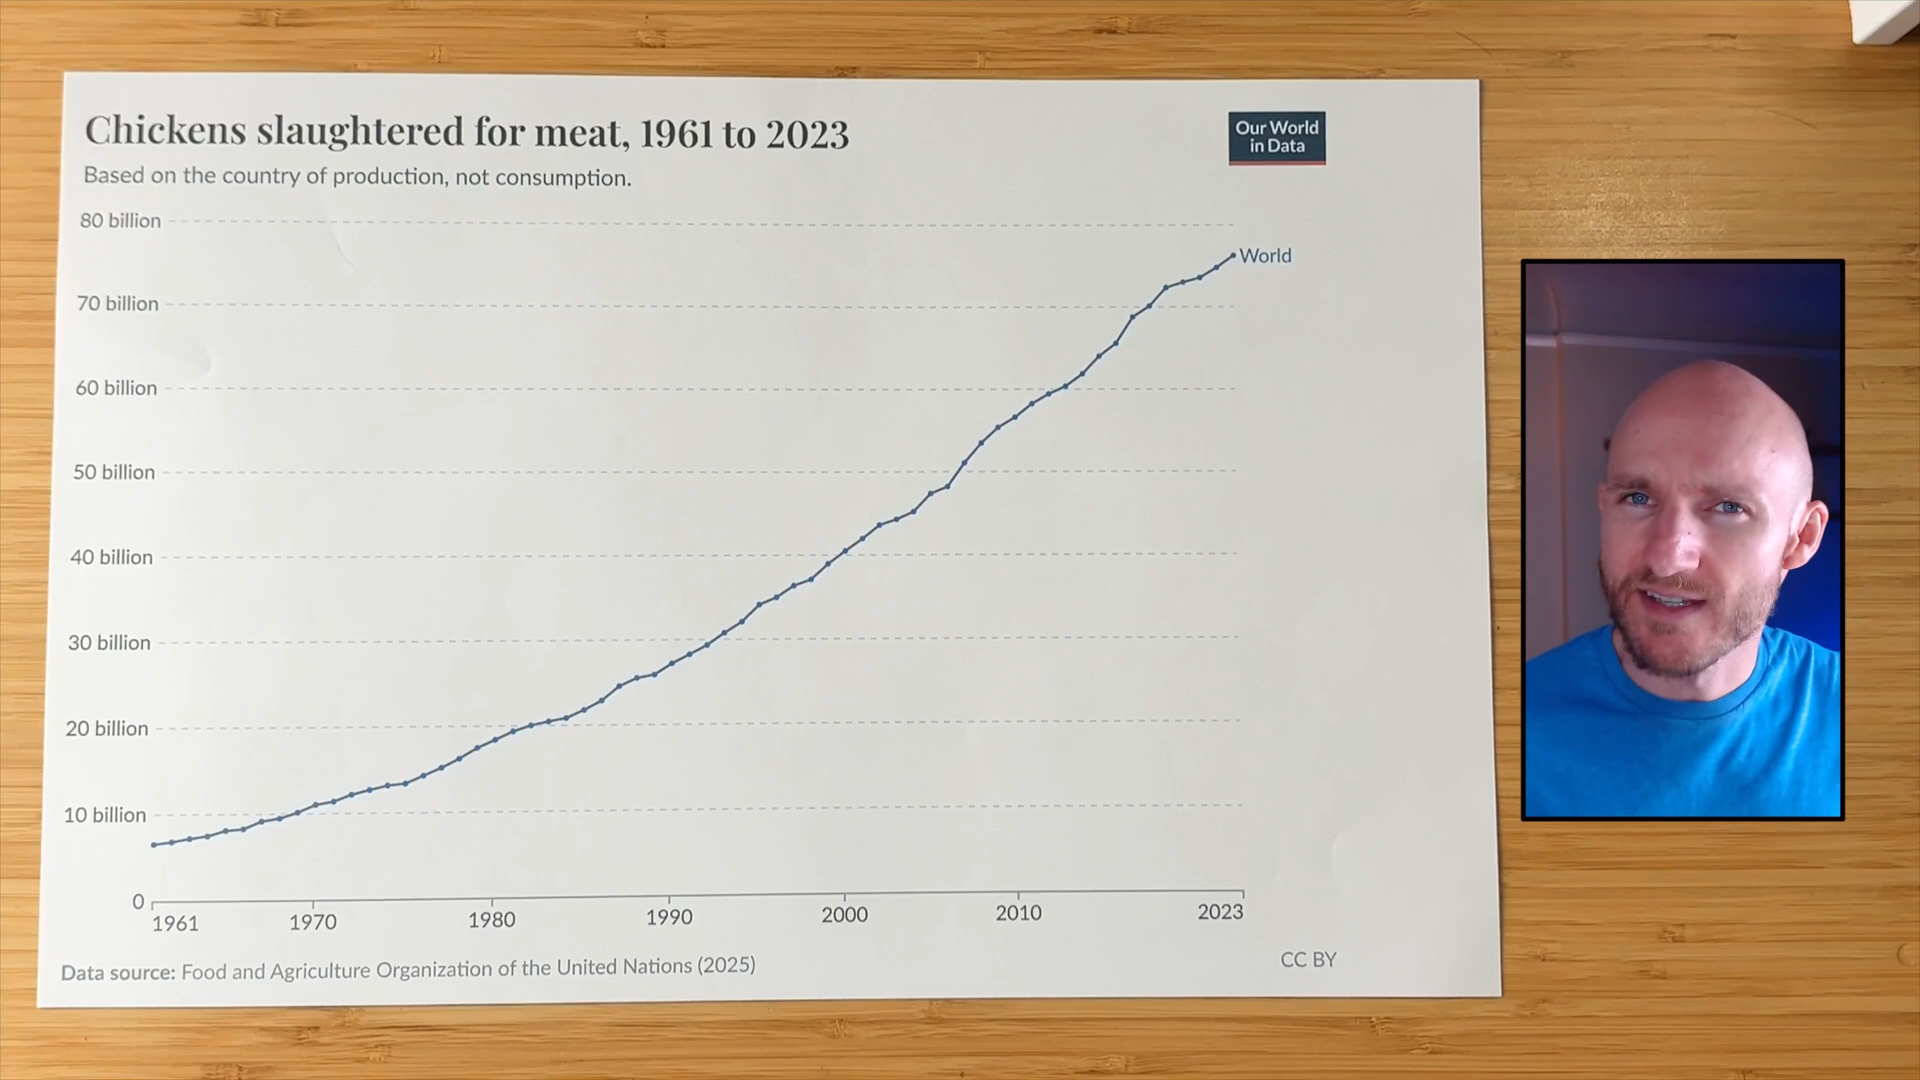 Chickens slaughtered for meat, 1961 to 2023
Our World
in Data
Based on the country of production, not consumption.
80 billion
World
70 billion
60 billion
50 billion
40 billion
30 billion
20 billion
10 billion
0
1961 1970 1980 1990 2000 2010 2023
Data source: Food and Agriculture Organization of the United Nations (2025)
CC BY